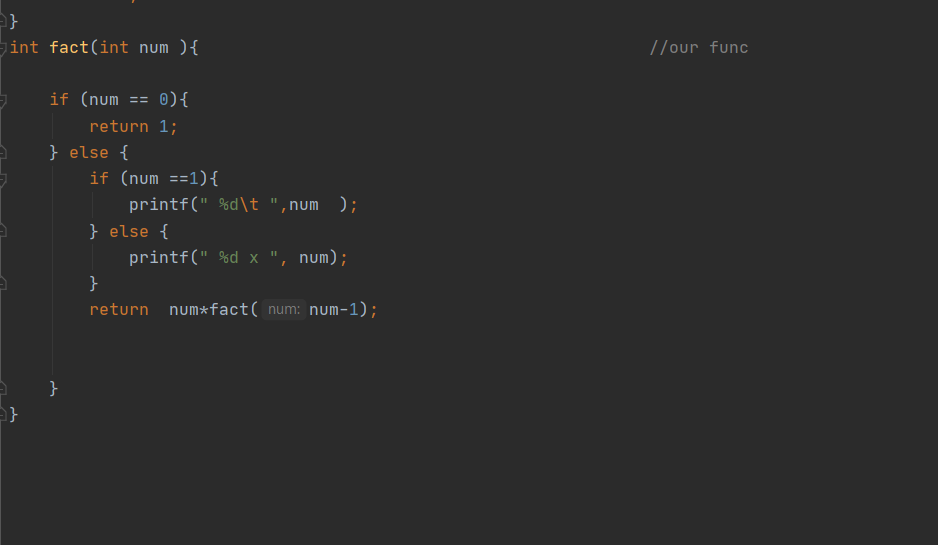 }
int fact(int num ){ //our func
if (num == 0){
return 1;
} else {
if (num ==1){
printf(" %d\t ",num  );
} else {
printf(" %d x ", num);
}
return  num*fact( num: num-1);
}
}